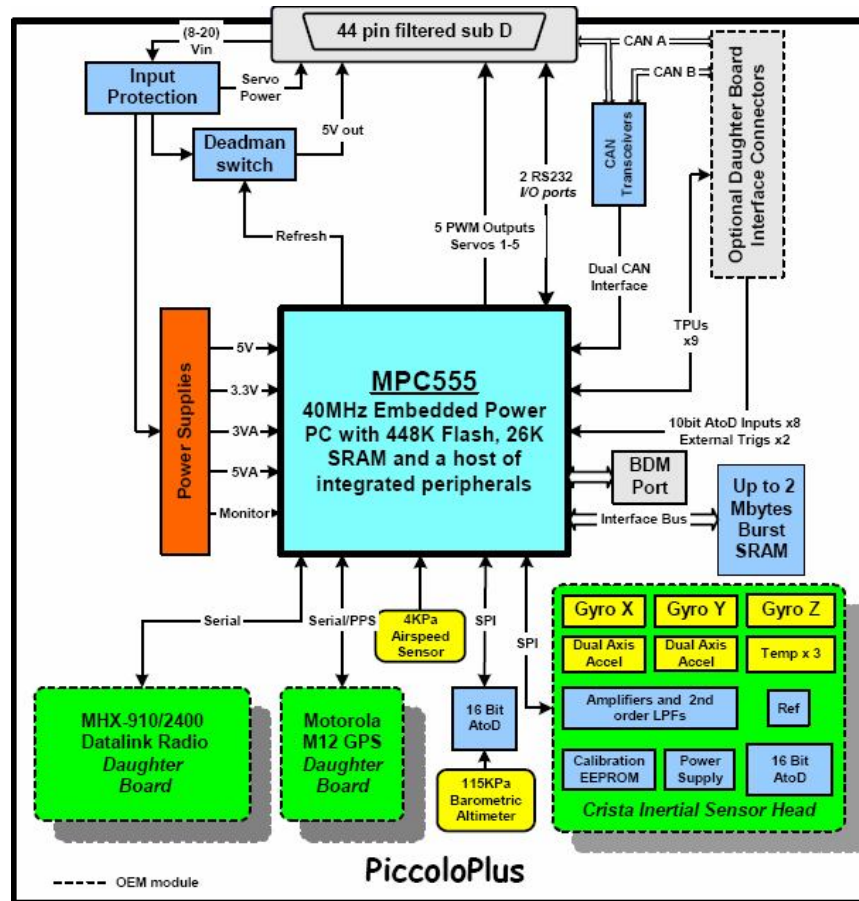 44 pin filtered sub D
(8-20)
Vin
Input
Protection
Servo
Power
Deadman
switch
5V out
Refresh
5 PWM Outputs
Servos 1-5
2 RS232
I/O ports
CAN A
CAN B
CAN
Transceivers
Dual CAN
Interface
Optional Daughter Board
Interface Connectors
TPUs
x9
10bit AtoD Inputs x8
External Trigs x2
Power Supplies
5V
3.3V
3VA
5VA
Monitor
MPC555
40MHz Embedded Power
PC with 448K Flash, 26K
SRAM and a host of
integrated peripherals
BDM
Port
Interface Bus
Up to 2
Mbytes
Burst
SRAM
Serial
Serial/PPS
4KPa
Airspeed
Sensor
SPI
SPI
MHX-910/2400
Datalink Radio
Daughter
Board
Motorola
M12 GPS
Daughter
Board
16 Bit
AtoD
115KPa
Barometric
Altimeter
Gyro X
Gyro Y
Gyro Z
Dual Axis
Accel
Dual Axis
Accel
Temp x 3
Amplifiers and 2nd
order LPFs
Ref
Calibration
EEPROM
Power
Supply
16 Bit
AtoD
Crista Inertial Sensor Head
PiccoloPlus
OEM module